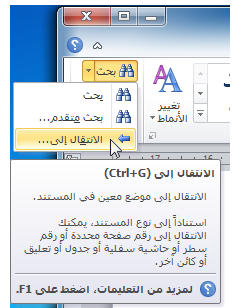 بحث
تغيير
الأنماط
بحث
بحث متقدم...
الانتقال إلى...
17
16
الانتقال إلى (Ctrl+G)
الانتقال إلى موضع معين في المستند.
استناداً إلى نوع المستند، يمكنك
الانتقال إلى رقم صفحة محددة أو رقم
سطر أو حاشية سفلية أو جدول أو تعليق
أو كائن آخر.
لمزيد من التعليمات، اضغط على F1.